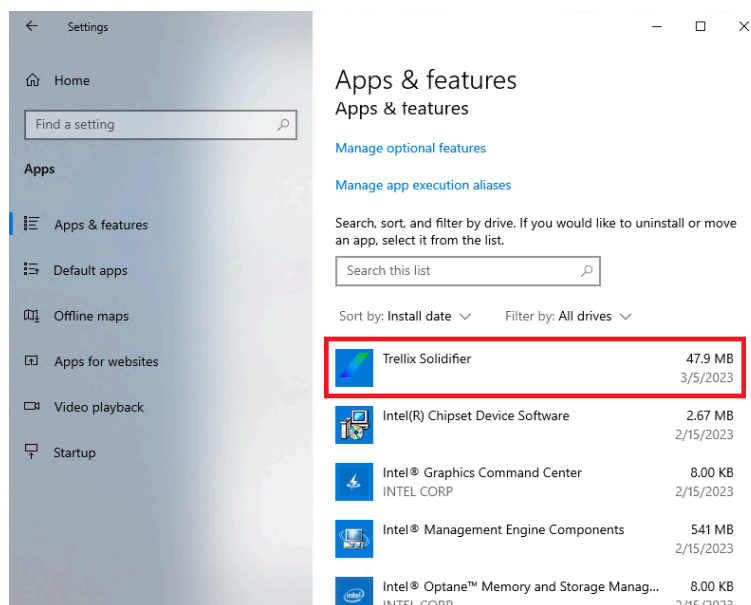 Settings
Home
Find a setting
Apps
Apps & features
Default apps
Offline maps
Apps for websites
Video playback
Startup
Apps & features
Apps & features
Manage optional features
Manage app execution aliases
Search, sort, and filter by drive. If you would like to uninstall or move
an app, select it from the list.
Search this list
Sort by: Install date Filter by: All drives
Trellix Solidifier 47.9 MB
3/5/2023
Intel(R) Chipset Device Software 2.67 MB
2/15/2023
Intel® Graphics Command Center 8.00 KB
INTEL CORP 2/15/2023
Intel® Management Engine Components 541 MB
2/15/2023
Intel® Optane™ Memory and Storage Manag... 8.00 KB
INTEL CORP 2/15/2023